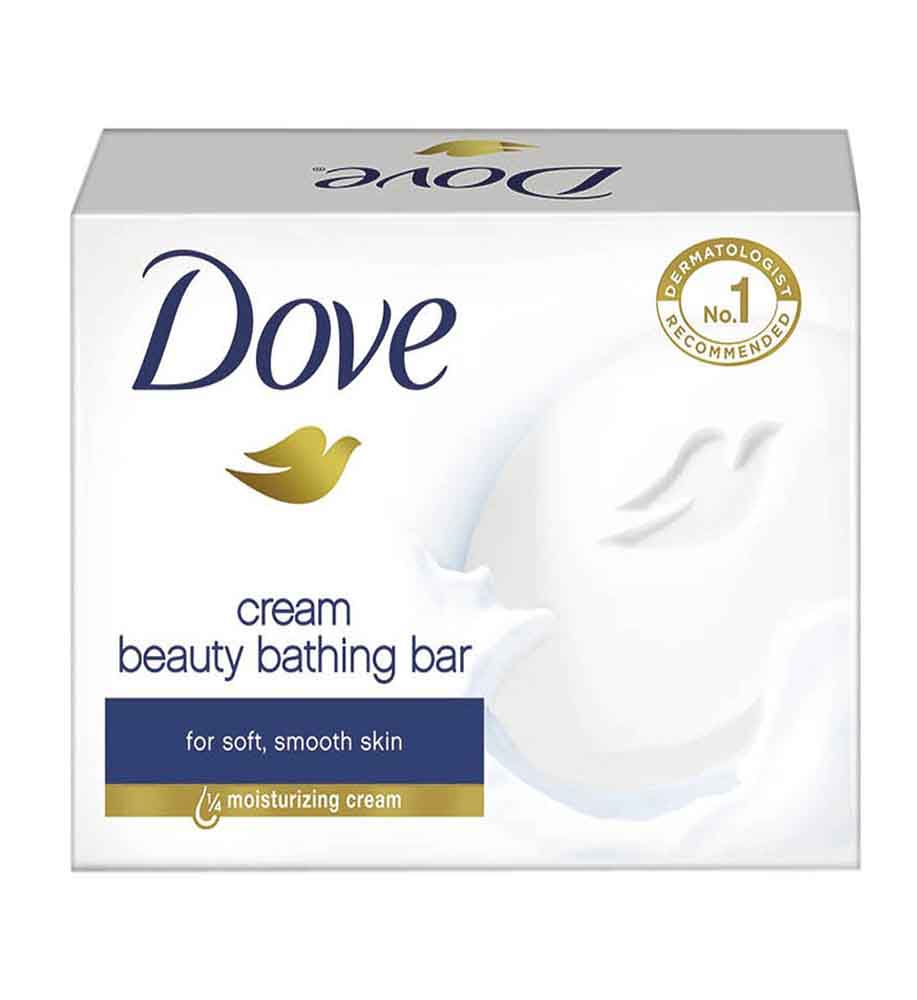 Dove®
Dove
DERMATOLOGIST
No.1
RECOMMENDED
cream
beauty bathing bar
for soft, smooth skin
¼ moisturizing cream